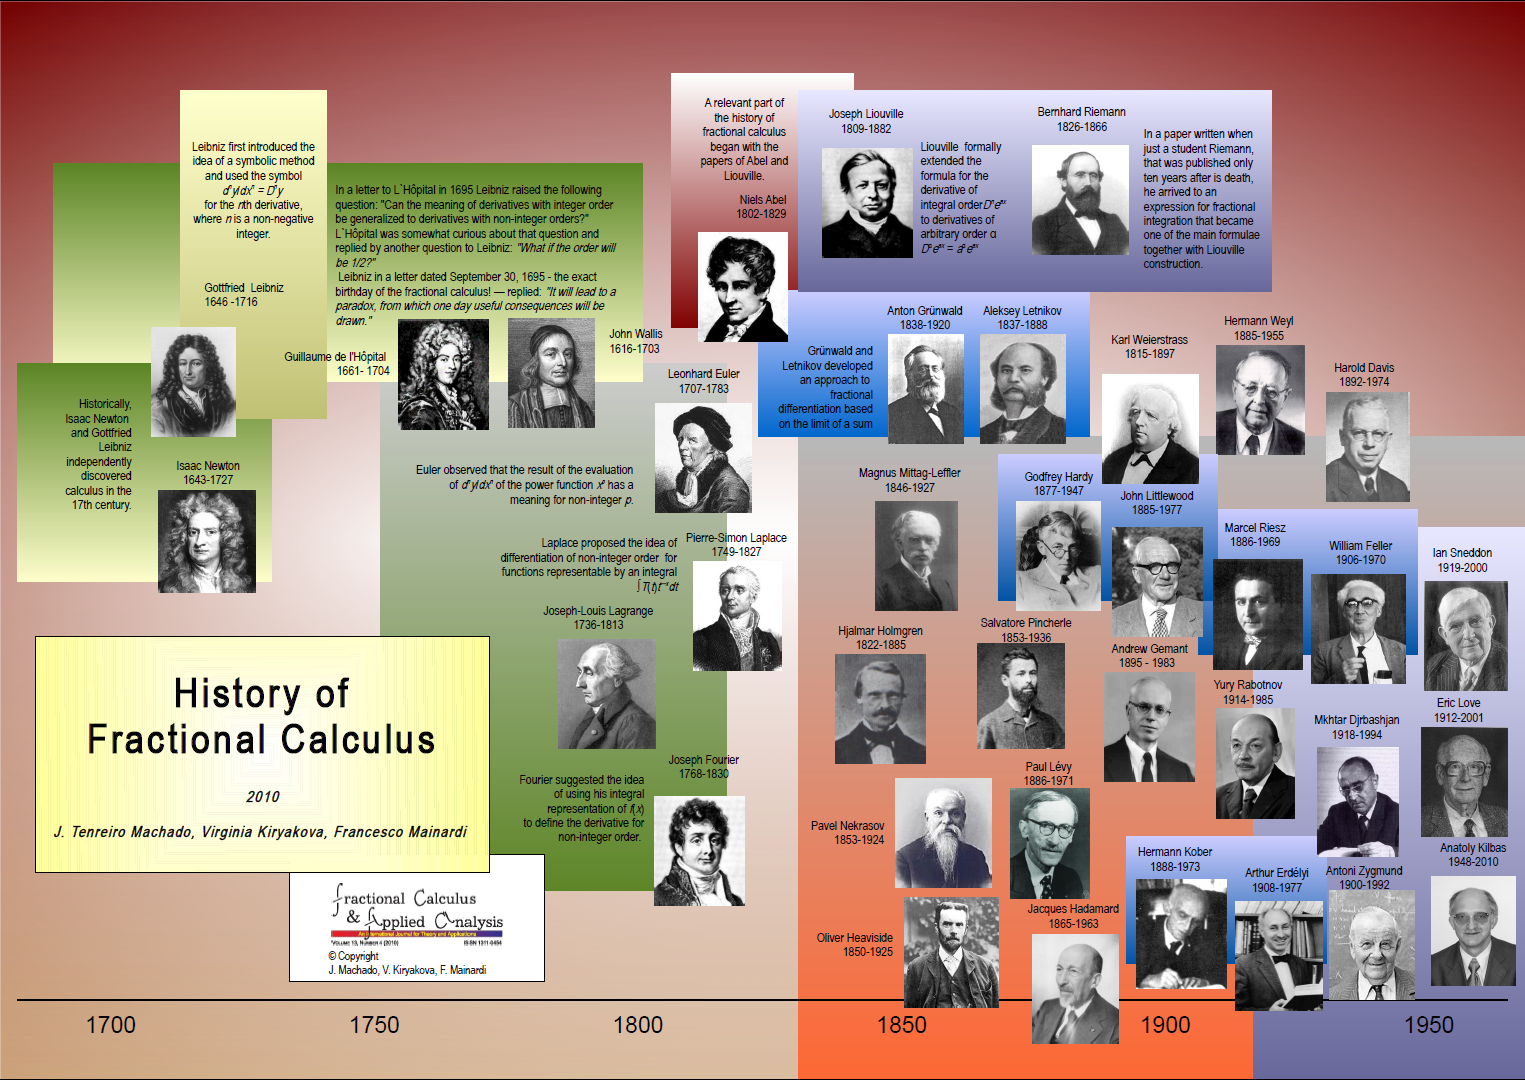 Leibniz first introduced the
idea of a symbolic method
and used the symbol
dⁿy/dxⁿ = Dⁿy
for the nth derivative,
where n is a non-negative
integer.
Gottfried Leibniz
1646 -1716
In a letter to L`Hôpital in 1695 Leibniz raised the following
question: "Can the meaning of derivatives with integer order
be generalized to derivatives with non-integer orders?"
L`Hôpital was somewhat curious about that question and
replied by another question to Leibniz: "What if the order will
be 1/2?"
Leibniz in a letter dated September 30, 1695 - the exact
birthday of the fractional calculus! — replied: "It will lead to a
paradox, from which one day useful consequences will be
drawn."
Guillaume de l'Hôpital
1661- 1704
John Wallis
1616-1703
Historically,
Isaac Newton
and Gottfried
Leibniz
independently
discovered
calculus in the
17th century.
Isaac Newton
1643-1727
Leonhard Euler
1707-1783
Euler observed that the result of the evaluation
of dⁿy/dxⁿ of the power function xᵖ has a
meaning for non-integer p.
Laplace proposed the idea of
differentiation of non-integer order for
functions representable by an integral
Pierre-Simon Laplace
1749-1827
Joseph-Louis Lagrange
1736-1813
Joseph Fourier
1768-1830
Fourier suggested the idea
of using his integral
representation of f(x)
to define the derivative for
non-integer order.
A relevant part of
the history of
fractional calculus
began with the
papers of Abel and
Liouville.
Niels Abel
1802-1829
Joseph Liouville
1809-1882
Liouville formally
extended the
formula for the
derivative of
integral order Dⁿeᵃˣ
to derivatives of
arbitrary order α
Bernhard Riemann
1826-1866
In a paper written when
just a student Riemann,
that was published only
ten years after is death,
he arrived to an
expression for fractional
integration that became
one of the main formulae
together with Liouville
construction.
Anton Grünwald
1838-1920
Aleksey Letnikov
1837-1888
Grünwald and
Letnikov developed
an approach to
fractional
differentiation based
on the limit of a sum
Karl Weierstrass
1815-1897
Hermann Weyl
1885-1955
Harold Davis
1892-1974
Magnus Mittag-Leffler
1846-1927
Godfrey Hardy
1877-1947
John Littlewood
1885-1977
Marcel Riesz
1886-1969
William Feller
1906-1970
Ian Sneddon
1919-2000
Hjalmar Holmgren
1822-1885
Salvatore Pincherle
1853-1936
Andrew Gemant
1895 - 1983
Yury Rabotnov
1914-1985
Mkhtar Djrbashjan
1918-1994
Eric Love
1912-2001
Paul Lévy
1886-1971
Pavel Nekrasov
1853-1924
Hermann Kober
1888-1973
Arthur Erdélyi
1908-1977
Antoni Zygmund
1900-1992
Anatoly Kilbas
1948-2010
Oliver Heaviside
1850-1925
Jacques Hadamard
1865-1963
History of
Fractional Calculus
2010
J. Tenreiro Machado, Virginia Kiryakova, Francesco Mainardi
Fractional Calculus
& Applied Analysis
An International Journal for Theory and Applications
Volume 13, Number 4 (2010) ISSN 1311-0454
© Copyright
J. Machado, V. Kiryakova, F. Mainardi
1700 1750 1800 1850 1900 1950